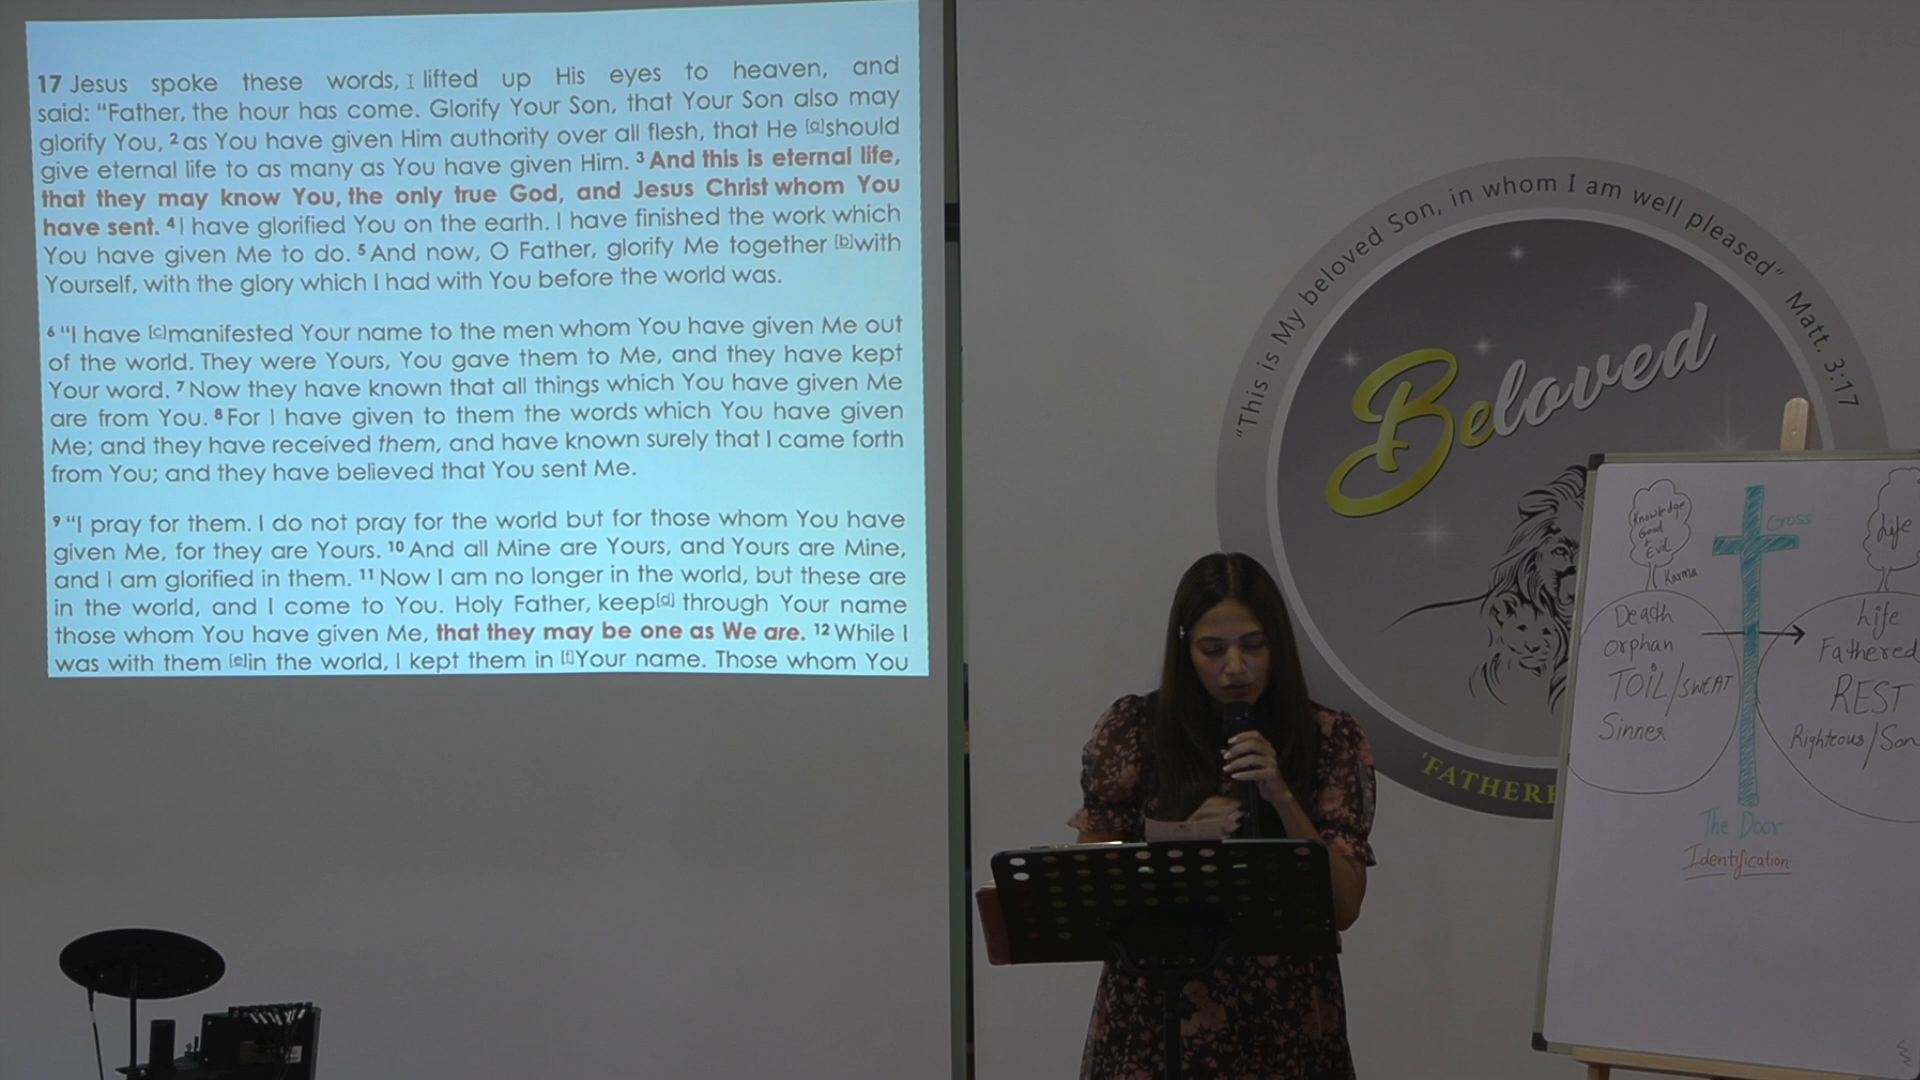 17 Jesus spoke these words, lifted up His eyes to heaven, and
said: “Father, the hour has come. Glorify Your Son, that Your Son also may
glorify You, 2 as You have given Him authority over all flesh, that He [a]should
give eternal life to as many as You have given Him. 3 And this is eternal life,
that they may know You, the only true God, and Jesus Christ whom You
have sent. 4 I have glorified You on the earth. I have finished the work which
You have given Me to do. 5 And now, O Father, glorify Me together [b]with
Yourself, with the glory which I had with You before the world was.
6 “I have [c]manifested Your name to the men whom You have given Me out
of the world. They were Yours, You gave them to Me, and they have kept
Your word. 7 Now they have known that all things which You have given Me
are from You. 8 For I have given to them the words which You have given
Me; and they have received them, and have known surely that I came forth
from You; and they have believed that You sent Me.
9 “I pray for them. I do not pray for the world but for those whom You have
given Me, for they are Yours. 10 And all Mine are Yours, and Yours are Mine,
and I am glorified in them. 11 Now I am no longer in the world, but these are
in the world, and I come to You. Holy Father, keep[d] through Your name
those whom You have given Me, that they may be one as We are. 12 While I
was with them [e]in the world, I kept them in [f]Your name. Those whom You
"This is My beloved Son, in whom I am well pleased" Matt. 3:17
Beloved
'FATHER
Knowledge
Good
+
Evil
Karma
Cross
Life
Death
Orphan
TOIL/SWEAT
Sinner
Life
Fathered
REST
Righteous/Son
The Door
Identification